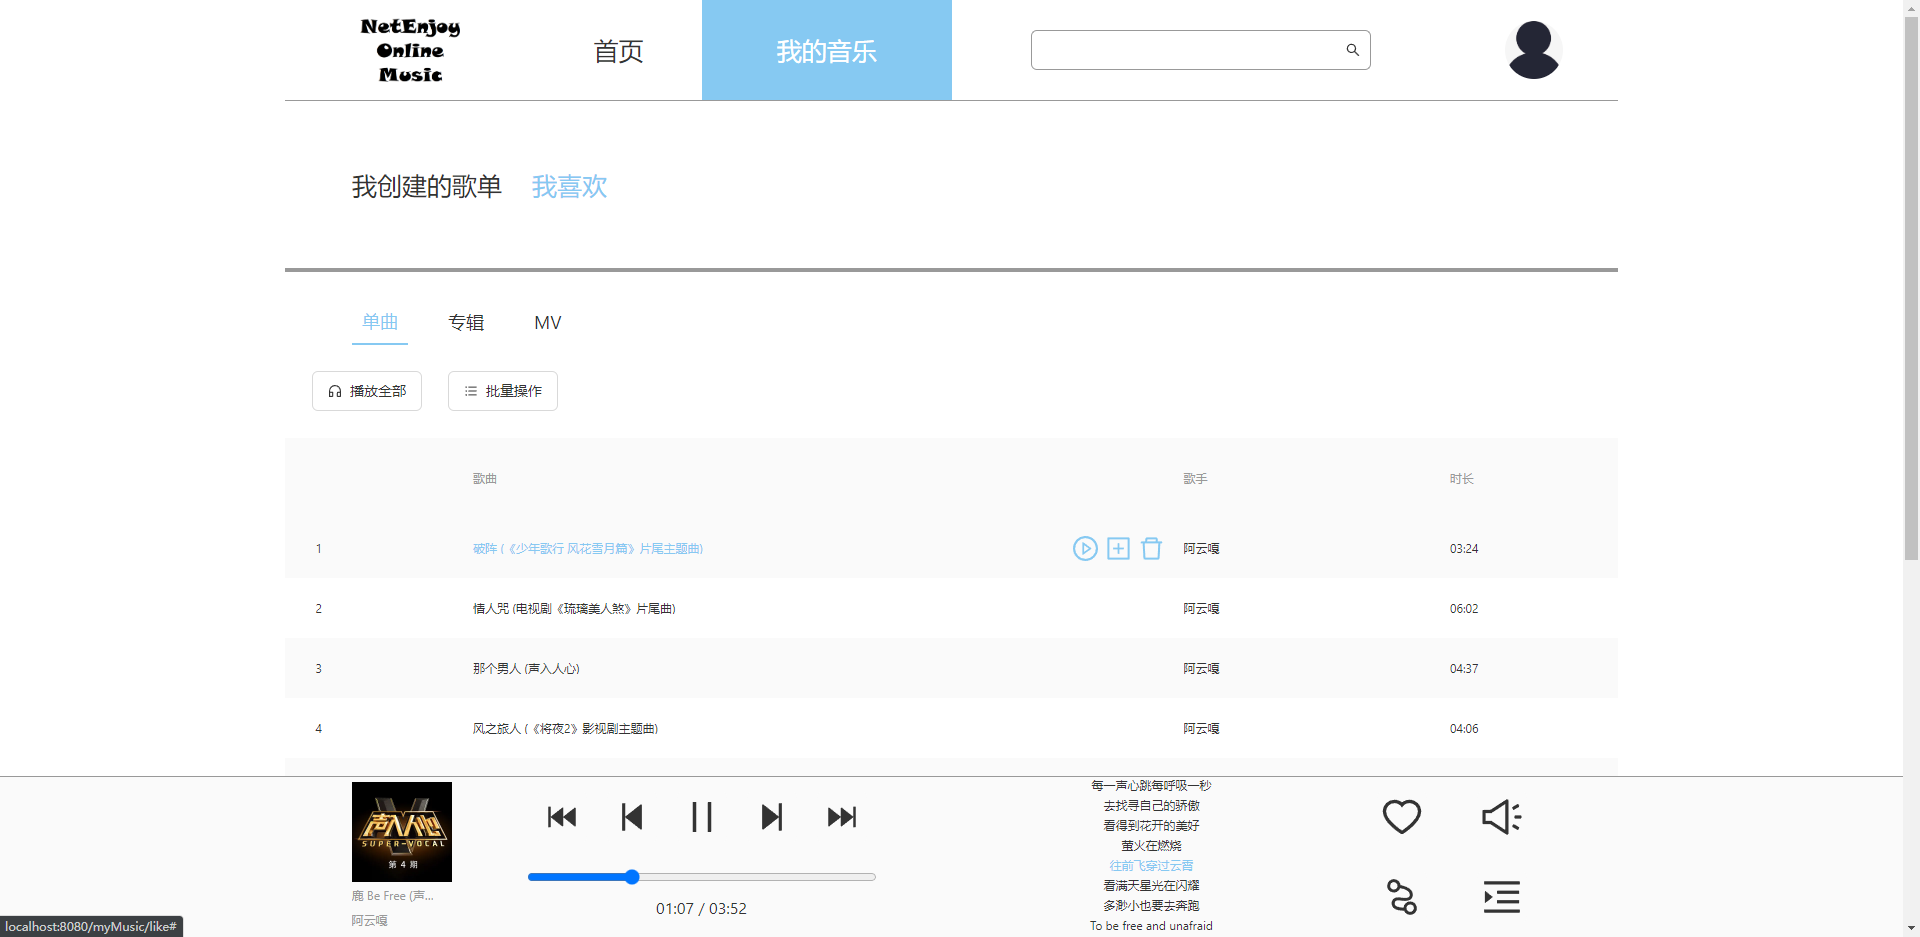 NetEnjoy
Online
Music
首页
我的音乐
我创建的歌单
我喜欢
单曲
专辑
MV
播放全部
批量操作
歌曲
歌手
时长
1
破阵 (《少年歌行 风花雪月篇》片尾主题曲)
阿云嘎
03:24
2
情人咒 (电视剧《琉璃美人煞》片尾曲)
阿云嘎
06:02
3
那个男人 (声入人心)
阿云嘎
04:37
4
风之旅人 (《将夜2》影视剧主题曲)
阿云嘎
04:06
声入人心
SUPER-VOCAL
第 4 期
鹿 Be Free (声...
阿云嘎
01:07 / 03:52
每一声心跳每呼吸一秒
去找寻自己的骄傲
看得到花开的美好
萤火在燃烧
往前飞穿过云霄
看满天星光在闪耀
多渺小也要去奔跑
To be free and unafraid
localhost:8080/myMusic/like#